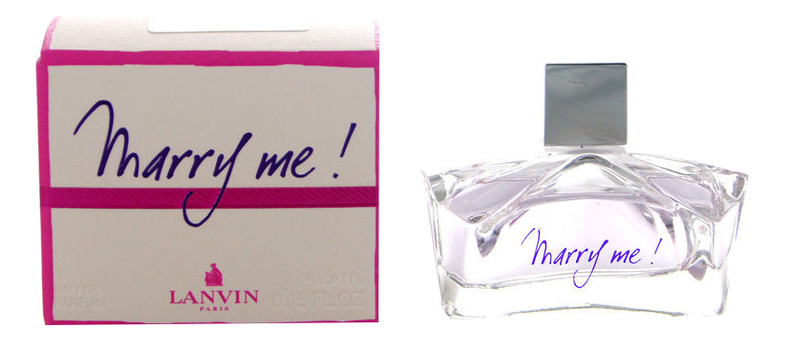 Marry me !
LANVIN
PARIS
EAU DE
PARFUM
4.5 ml
0.15 FL.OZ
Marry me !